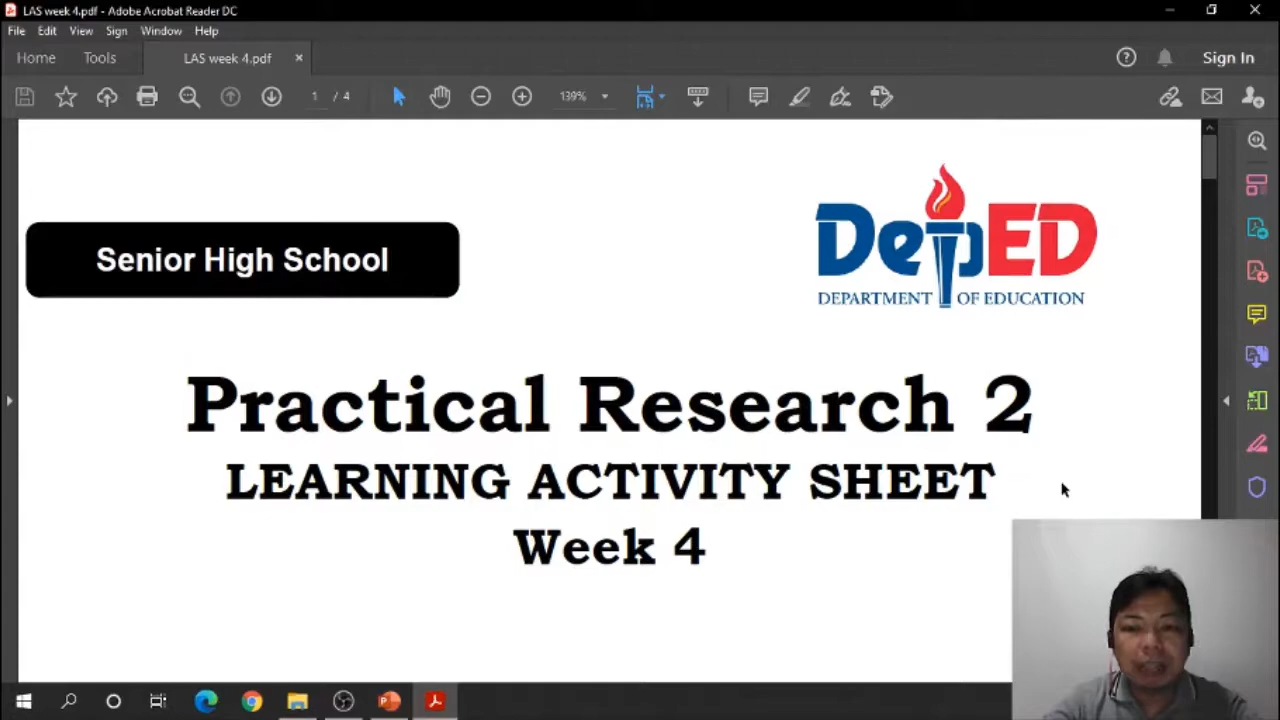 LAS week 4.pdf - Adobe Acrobat Reader DC
File Edit View Sign Window Help
Home Tools LAS week 4.pdf × Sign In
1 / 4 139%
Senior High School
DepED
DEPARTMENT OF EDUCATION
Practical Research 2
LEARNING ACTIVITY SHEET
Week 4